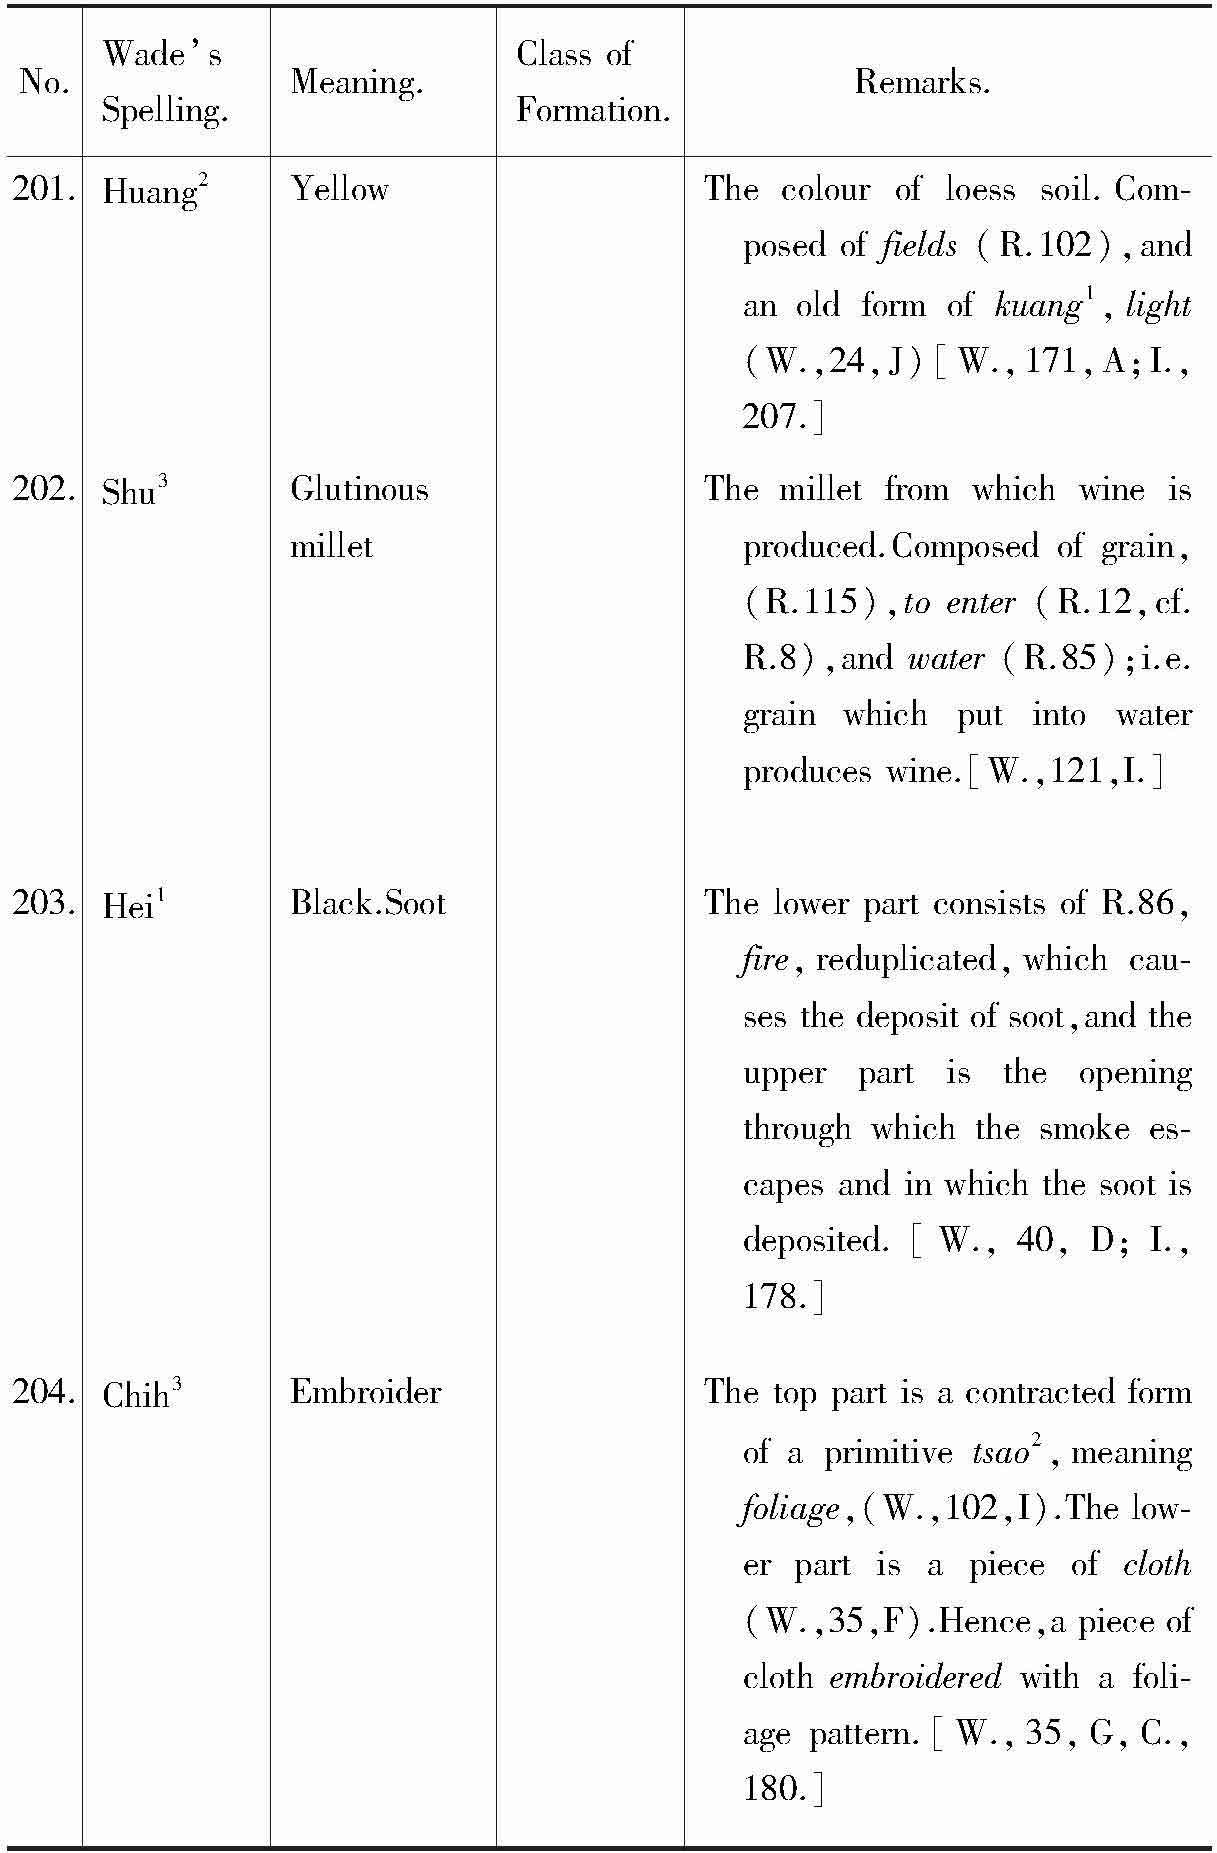 No. Wade's Spelling. Meaning. Class of Formation. Remarks.
201. Huang² Yellow The colour of loess soil. Com-
posed of fields (R.102), and
an old form of kuang¹, light
(W.,24,J)[W.,171,A;I.,
207.]
202. Shu³ Glutinous The millet from which wine is
millet produced.Composed of grain,
(R.115),to enter (R.12,cf.
R.8),and water (R.85);i.e.
grain which put into water
produces wine.[W.,121,I.]
203. Hei¹ Black.Soot The lower part consists of R.86,
fire, reduplicated, which cau-
ses the deposit of soot,and the
upper part is the opening
through which the smoke es-
capes and in which the soot is
deposited. [W., 40, D; I.,
178.]
204. Chih³ Embroider The top part is a contracted form
of a primitive tsao², meaning
foliage,(W.,102,I).The low-
er part is a piece of cloth
(W.,35,F).Hence,a piece of
cloth embroidered with a foli-
age pattern. [W., 35, G, C.,
180.]